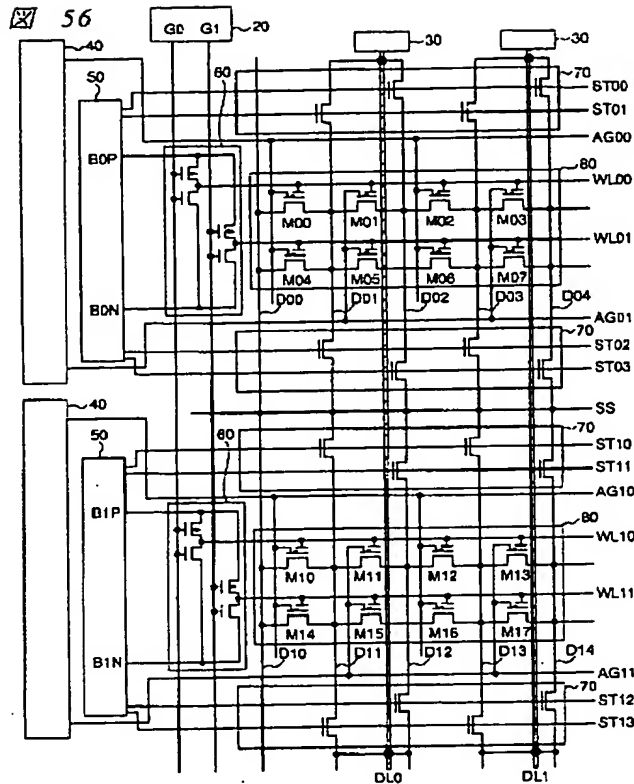 図 56
40
G0 G1
20
30
30
50
60
70
ST00
ST01
AG00
B0P
80
WL00
M00 M01 M02 M03
WL01
M04 M05 M06 M07
B0N
D00 D01 D02 D03 D04
AG01
70
ST02
ST03
40
SS
50
60
70
ST10
ST11
AG10
B1P
80
WL10
M10 M11 M12 M13
WL11
M14 M15 M16 M17
B1N
D10 D11 D12 D13 D14
AG11
70
ST12
ST13
DL0 DL1